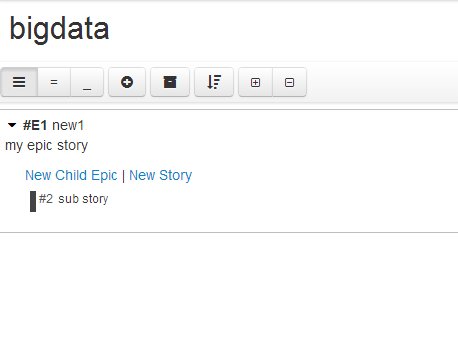 bigdata
= _
#E1 new1
my epic story
New Child Epic | New Story
#2 sub story